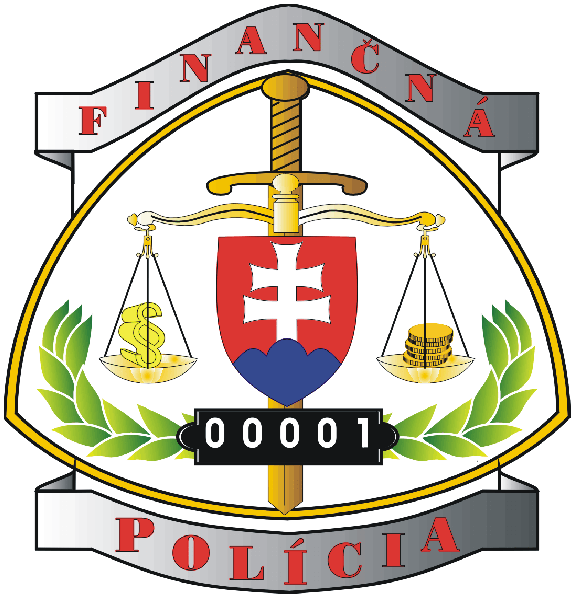 FINANČNÁ
§
00001
POLÍCIA